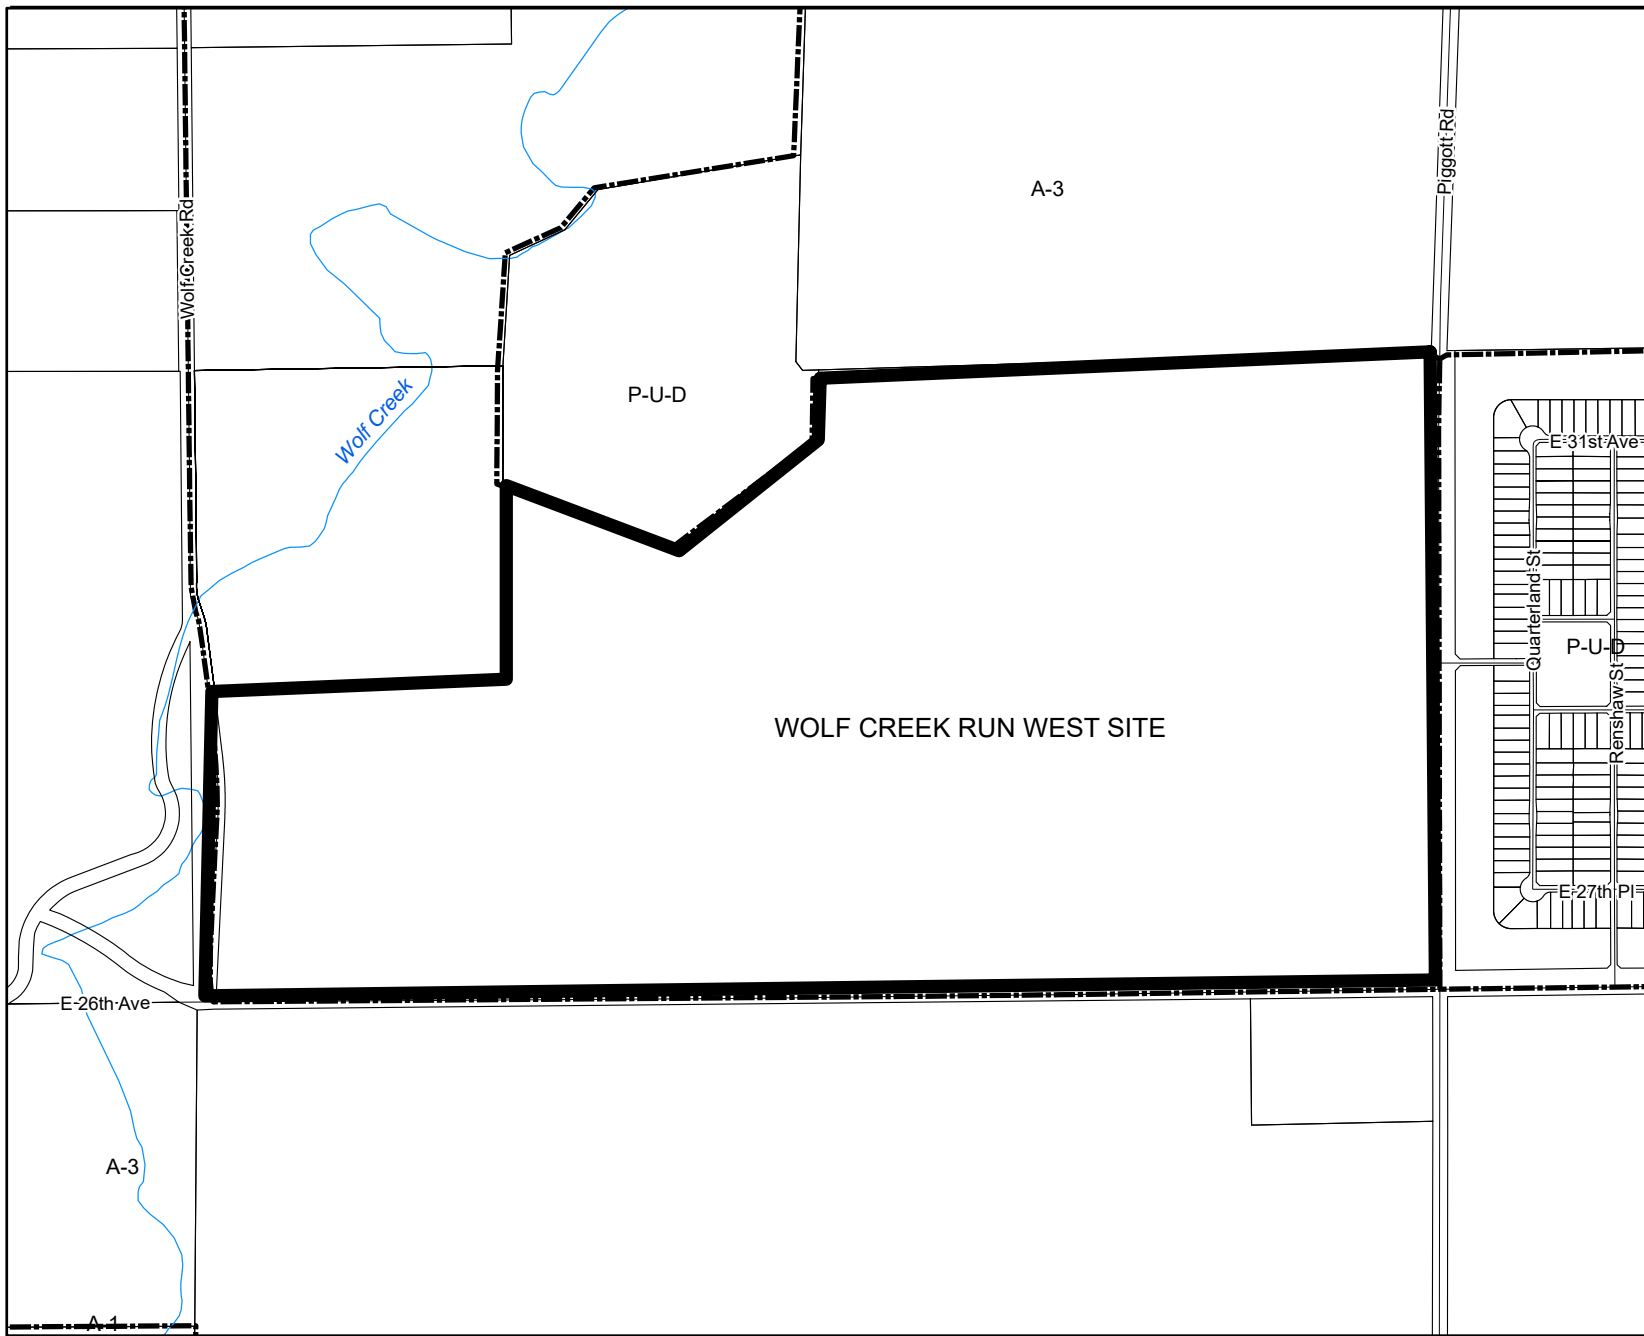 Piggott Rd
A-3
Wolf Creek Rd
P-U-D
Wolf Creek
E 31st Ave
Quarterland St
P-U-D
Renshaw St
WOLF CREEK RUN WEST SITE
E 27th Pl
E 26th Ave
A-3
A-1